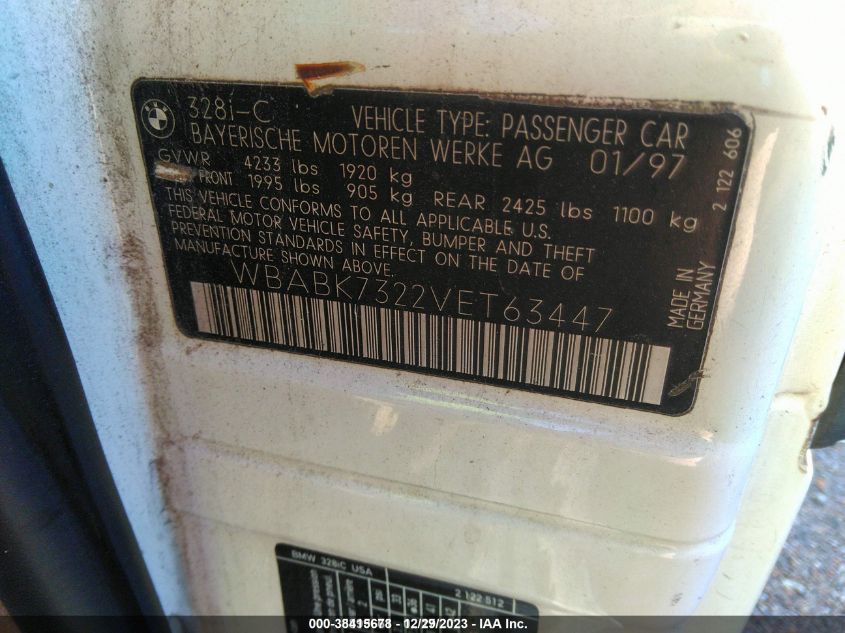 BMW
328i-C
VEHICLE TYPE: PASSENGER CAR
BAYERISCHE MOTOREN WERKE AG 01/97
GVWR 4233 lbs 1920 kg
FRONT 1995 lbs 905 kg REAR 2425 lbs 1100 kg
THIS VEHICLE CONFORMS TO ALL APPLICABLE U.S.
FEDERAL MOTOR VEHICLE SAFETY, BUMPER AND THEFT
PREVENTION STANDARDS IN EFFECT ON THE DATE OF
MANUFACTURE SHOWN ABOVE.
WBABK7322VET63447
MADE IN
GERMANY
2 122 606
BMW 328iC USA
2 122 512
000-38415678 - 12/29/2023 - IAA Inc.